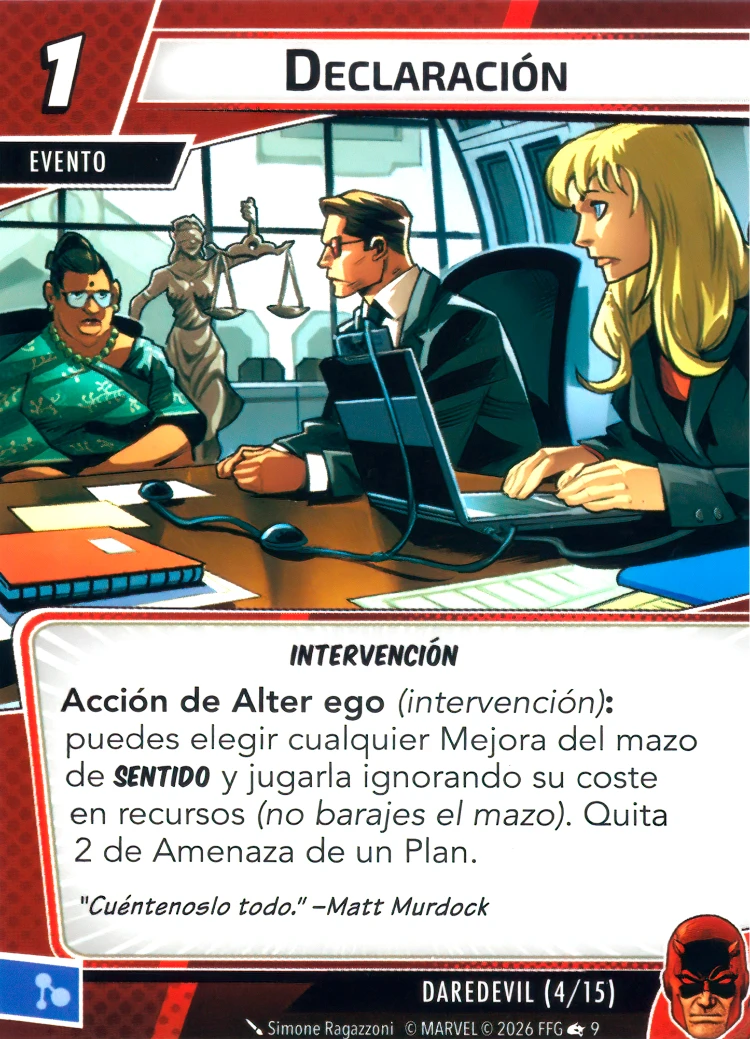 1
DECLARACIÓN
EVENTO
INTERVENCIÓN
Acción de Alter ego (intervención):
puedes elegir cualquier Mejora del mazo
de SENTIDO y jugarla ignorando su coste
en recursos (no barajes el mazo). Quita
2 de Amenaza de un Plan.
"Cuéntenoslo todo." –Matt Murdock
DAREDEVIL (4/15)
Simone Ragazzoni © MARVEL © 2026 FFG 9